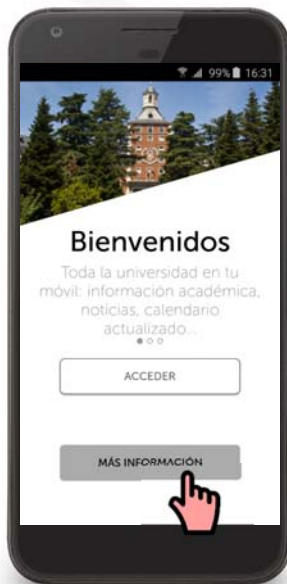 99% 16:31
Bienvenidos
Toda la universidad en tu
móvil: información académica,
noticias, calendario
actualizado...
ACCEDER
MÁS INFORMACIÓN